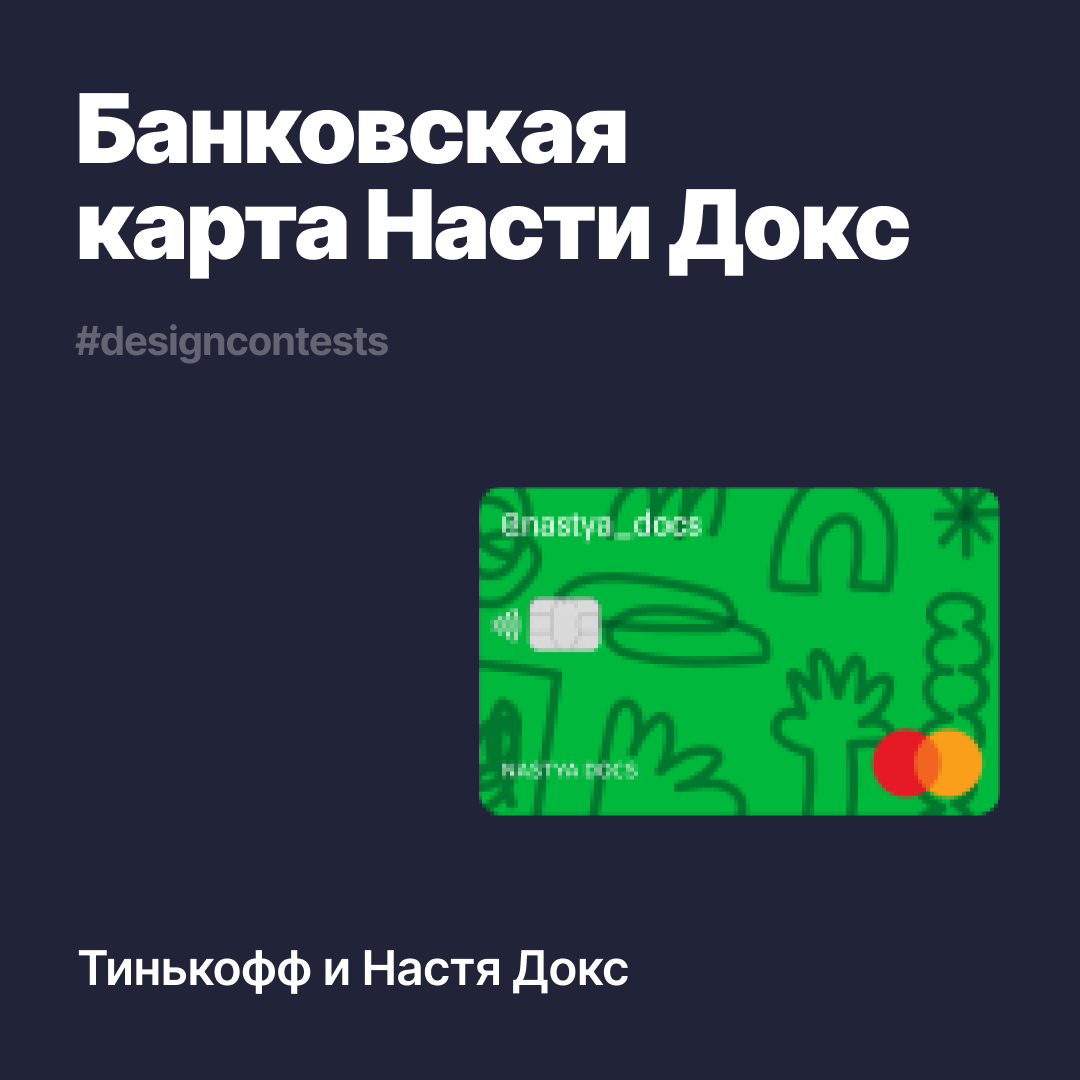 Банковская
карта Насти Докс
#designcontests
@nastya_docs
NASTYA DOCS
Тинькофф и Настя Докс